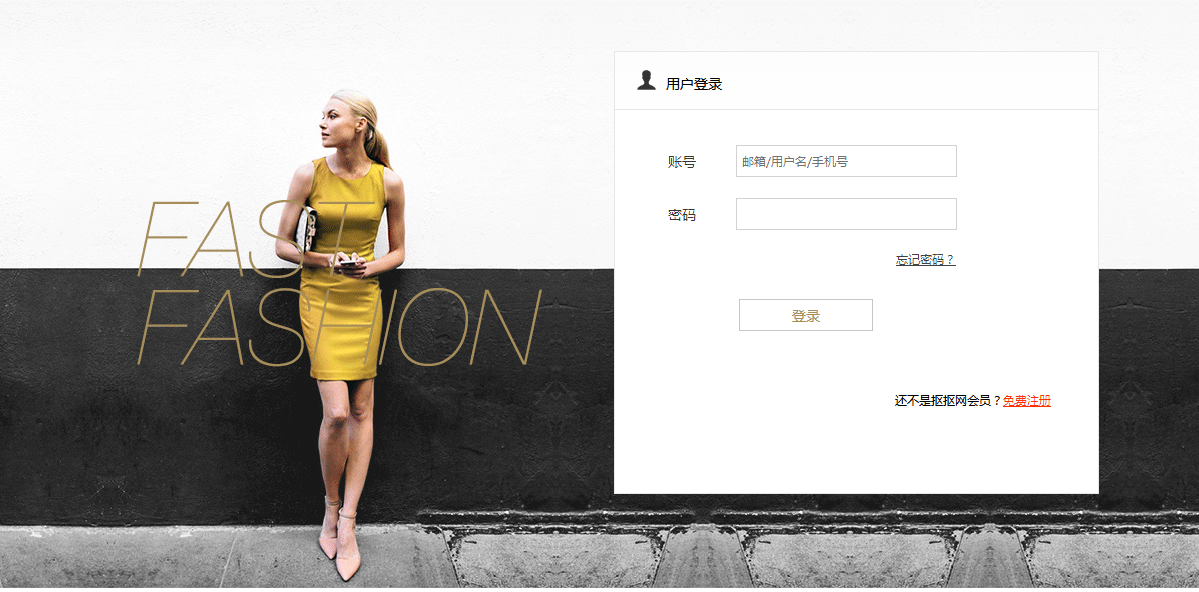 FAST
FASHION
用户登录
账号 邮箱/用户名/手机号
密码
忘记密码？
登录
还不是抠抠网会员？免费注册